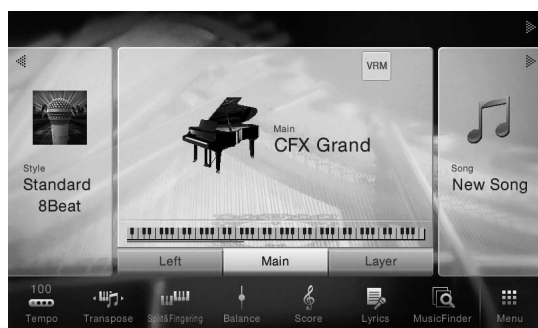 VRM
Main
CFX Grand
Style
Standard
8Beat
Song
New Song
Left
Main
Layer
100
Tempo
Transpose
Split&Fingering
Balance
Score
Lyrics
MusicFinder
Menu